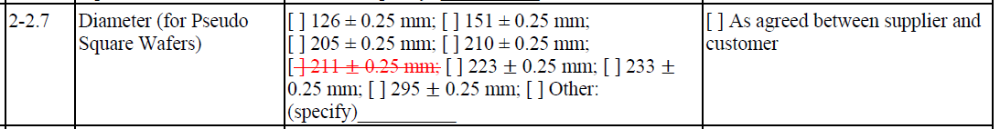 2-2.7
Diameter (for Pseudo
Square Wafers)
[ ] 126 ± 0.25 mm; [ ] 151 ± 0.25 mm;
[ ] 205 ± 0.25 mm; [ ] 210 ± 0.25 mm;
[ ] 211 ± 0.25 mm; [ ] 223 ± 0.25 mm; [ ] 233 ±
0.25 mm; [ ] 295 ± 0.25 mm; [ ] Other:
(specify)___________
[ ] As agreed between supplier and
customer